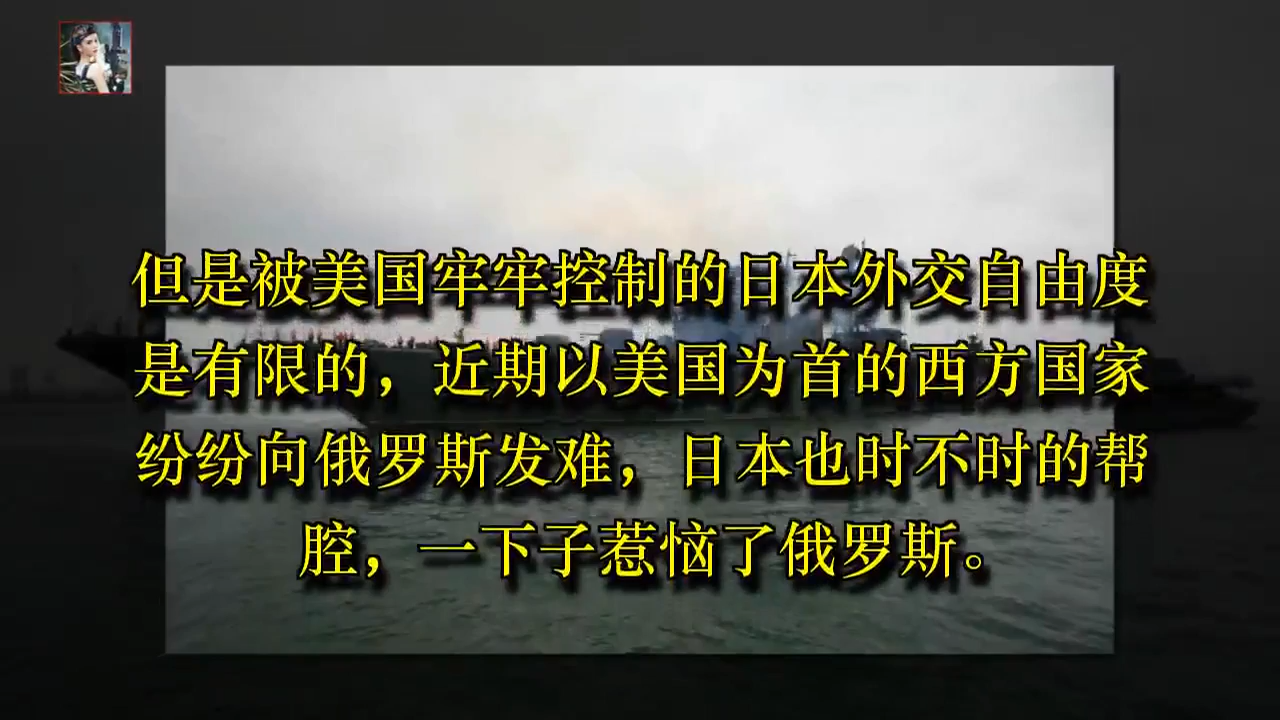 但是被美国牢牢控制的日本外交自由度
是有限的，近期以美国为首的西方国家
纷纷向俄罗斯发难，日本也时不时的帮
腔，一下子惹恼了俄罗斯。